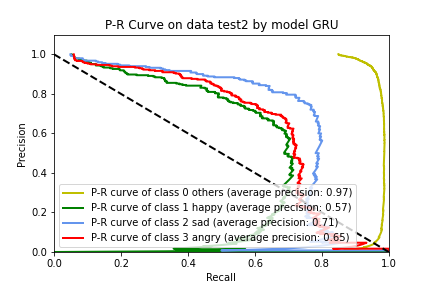 P-R Curve on data test2 by model GRU
Precision
1.0
0.8
0.6
0.4
0.2
0.0
P-R curve of class 0 others (average precision: 0.97)
P-R curve of class 1 happy (average precision: 0.57)
P-R curve of class 2 sad (average precision: 0.71)
P-R curve of class 3 angry (average precision: 0.65)
0.0 0.2 0.4 0.6 0.8 1.0
Recall